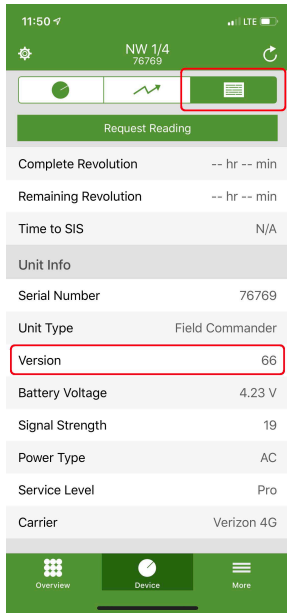 11:50 LTE
NW 1/4
76769
Request Reading
Complete Revolution -- hr -- min
Remaining Revolution -- hr -- min
Time to SIS N/A
Unit Info
Serial Number 76769
Unit Type Field Commander
Version 66
Battery Voltage 4.23 V
Signal Strength 19
Power Type AC
Service Level Pro
Carrier Verizon 4G
Overview Device More